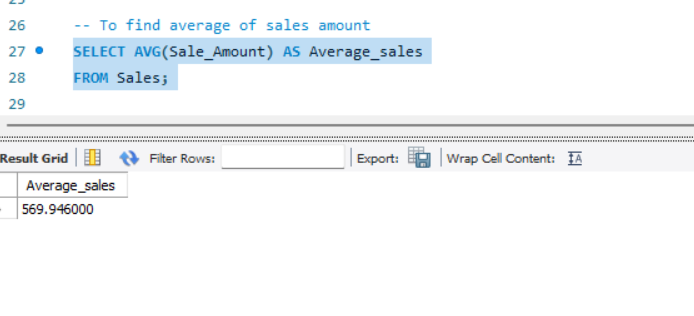 26 -- To find average of sales amount
27 SELECT AVG(Sale_Amount) AS Average_sales
28 FROM Sales;
29
Result Grid Filter Rows: Export: Wrap Cell Content: IA
Average_sales
569.946000